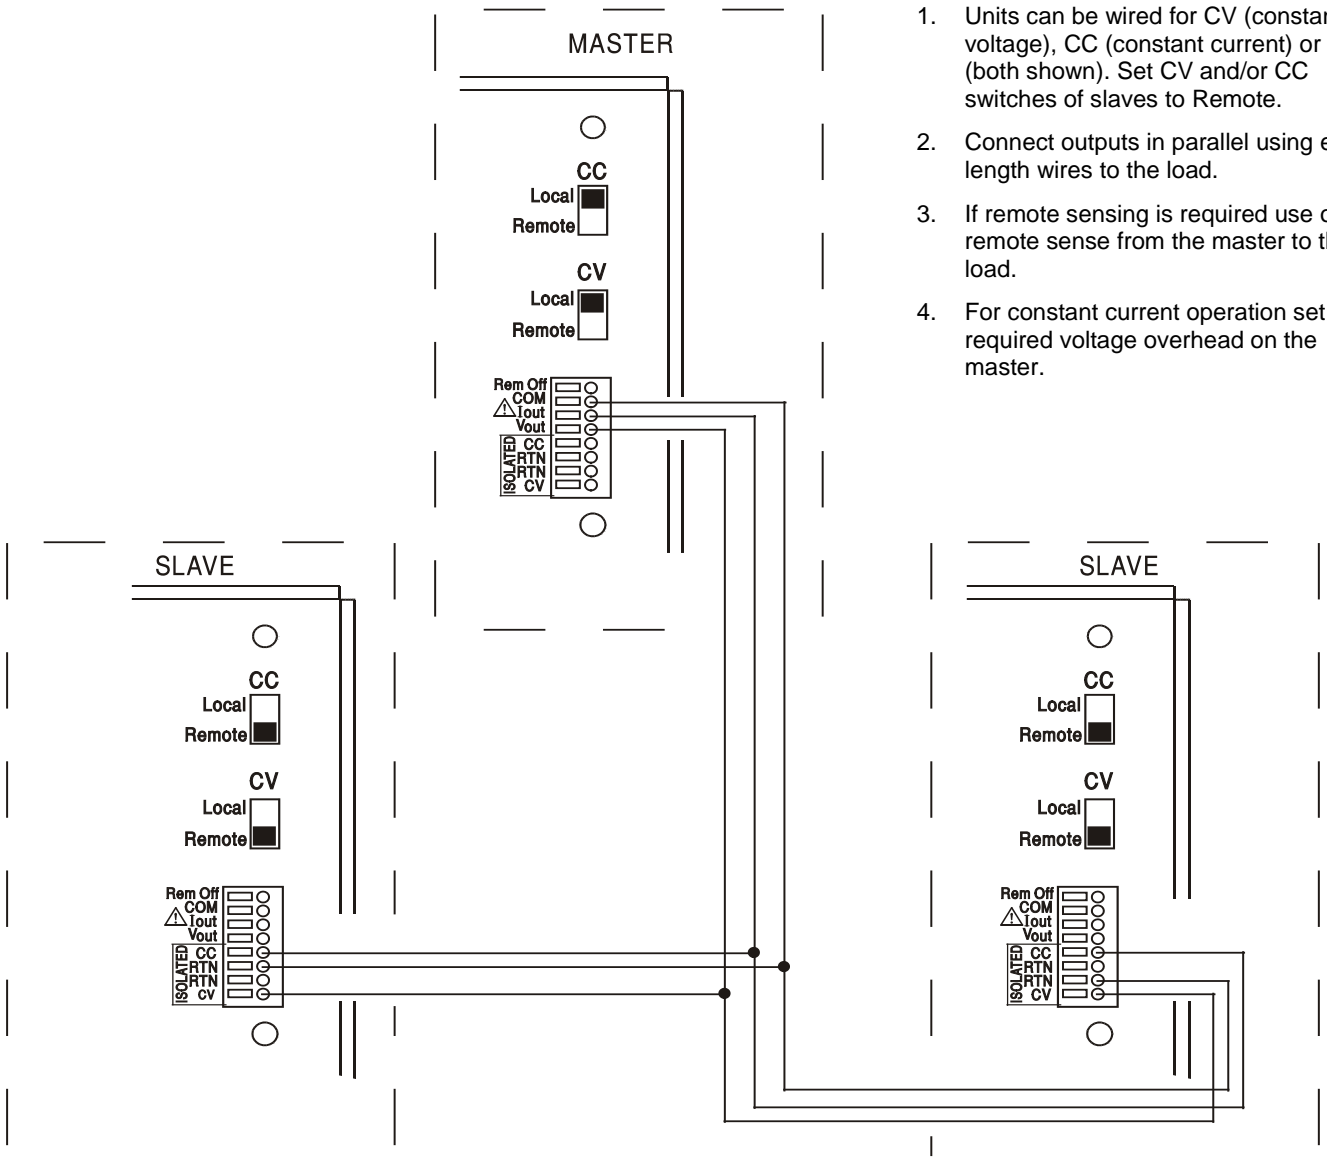 MASTER
CC
Local
Remote
CV
Local
Remote
Rem Off
COM
Iout
Vout
ISOLATED
CC
RTN
RTN
CV
1. Units can be wired for CV (constan
voltage), CC (constant current) or
(both shown). Set CV and/or CC
switches of slaves to Remote.
2. Connect outputs in parallel using e
length wires to the load.
3. If remote sensing is required use o
remote sense from the master to th
load.
4. For constant current operation set
required voltage overhead on the
master.
SLAVE
CC
Local
Remote
CV
Local
Remote
Rem Off
COM
Iout
Vout
ISOLATED
CC
RTN
RTN
CV
SLAVE
CC
Local
Remote
CV
Local
Remote
Rem Off
COM
Iout
Vout
ISOLATED
CC
RTN
RTN
CV